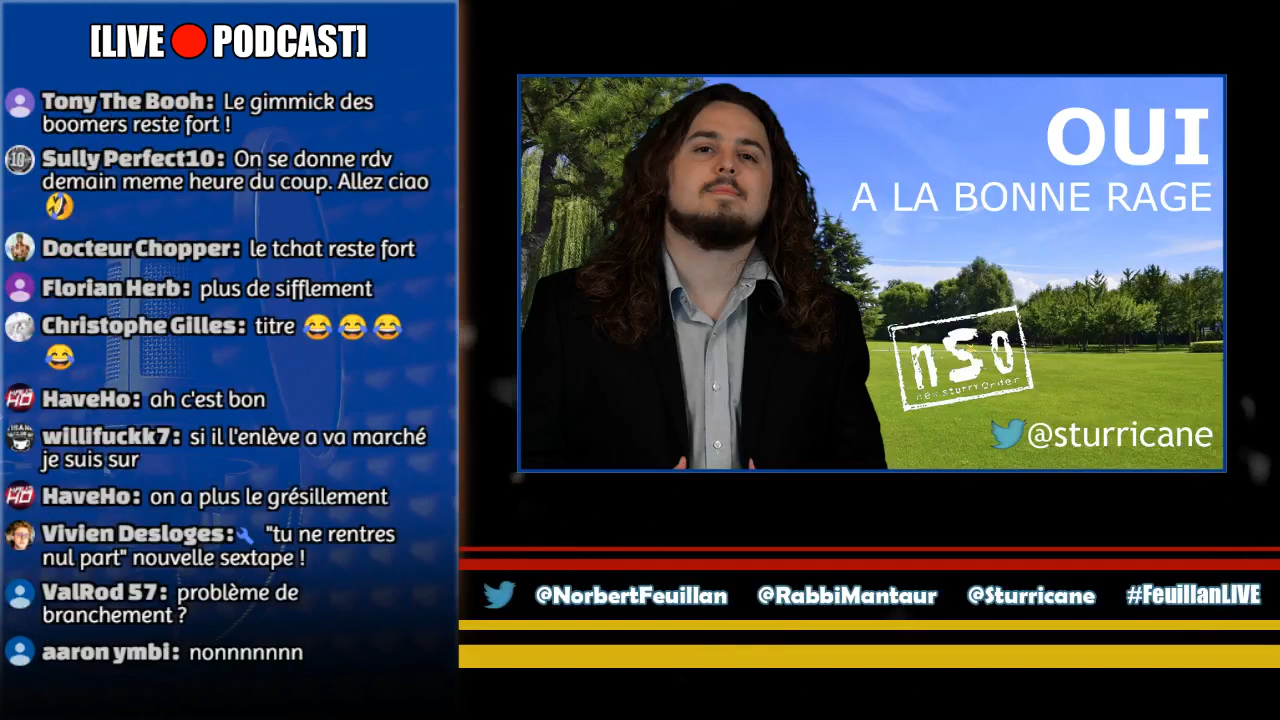 [LIVE PODCAST]
Tony The Booh: Le gimmick des
boomers reste fort !
Sully Perfect10: On se donne rdv
demain meme heure du coup. Allez ciao
🤣
Docteur Chopper: le tchat reste fort
Florian Herb: plus de sifflement
Christophe Gilles: titre 😂 😂 😂
😂
HaveHo: ah c'est bon
willifuckk7: si il l'enlève a va marché
je suis sur
HaveHo: on a plus le grésillement
Vivien Desloges: "tu ne rentres
nul part" nouvelle sextape !
ValRod 57: problème de
branchement ?
aaron ymbi: nonnnnnnn
OUI
A LA BONNE RAGE
nSo
new sturry Order
@sturricane
@NorbertFeuillan @RabbiMantaur @Sturricane #FeuillanLIVE